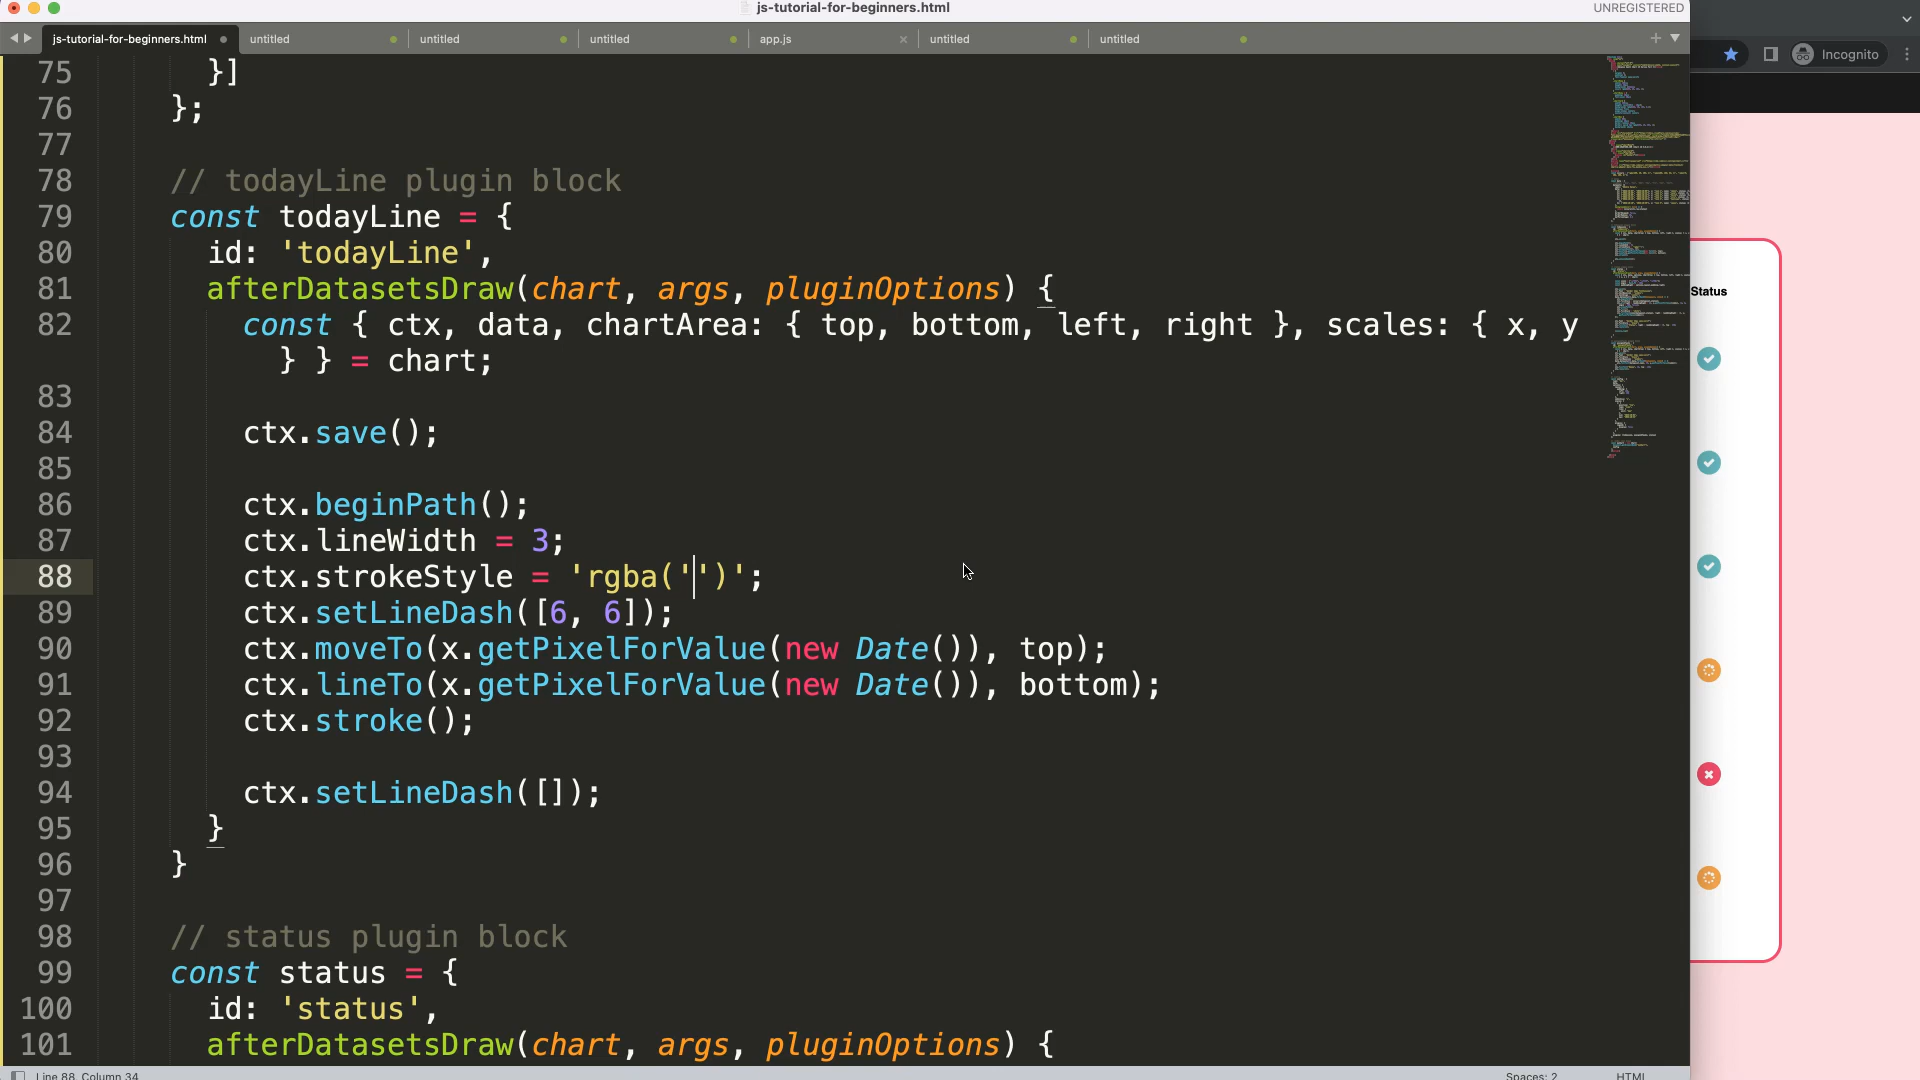 js-tutorial-for-beginners.html
UNREGISTERED
js-tutorial-for-beginners.html
untitled
untitled
untitled
app.js
untitled
untitled
Incognito
75 }]
76 };
77
78 // todayLine plugin block
79 const todayLine = {
80 id: 'todayLine',
81 afterDatasetsDraw(chart, args, pluginOptions) {
82 const { ctx, data, chartArea: { top, bottom, left, right }, scales: { x, y
} } = chart;
83
84 ctx.save();
85
86 ctx.beginPath();
87 ctx.lineWidth = 3;
88 ctx.strokeStyle = 'rgba('')';
89 ctx.setLineDash([6, 6]);
90 ctx.moveTo(x.getPixelForValue(new Date()), top);
91 ctx.lineTo(x.getPixelForValue(new Date()), bottom);
92 ctx.stroke();
93
94 ctx.setLineDash([]);
95 }
96 }
97
98 // status plugin block
99 const status = {
100 id: 'status',
101 afterDatasetsDraw(chart, args, pluginOptions) {
Status
Line 88, Column 34
Spaces: 2
HTML